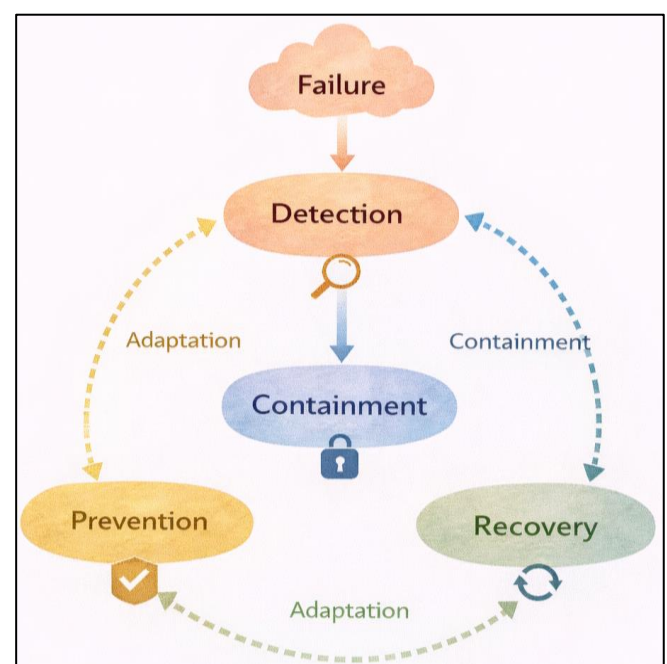 Failure
Detection
Adaptation
Containment
Containment
Prevention
Recovery
Adaptation